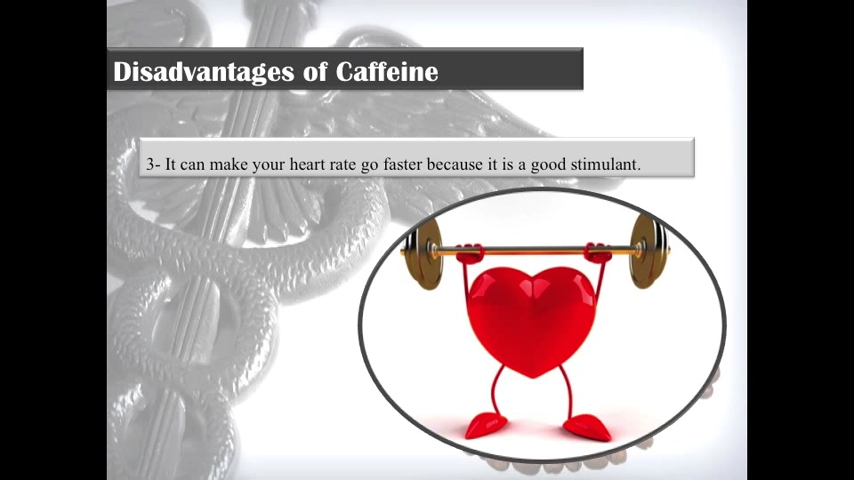 Disadvantages of Caffeine
3- It can make your heart rate go faster because it is a good stimulant.